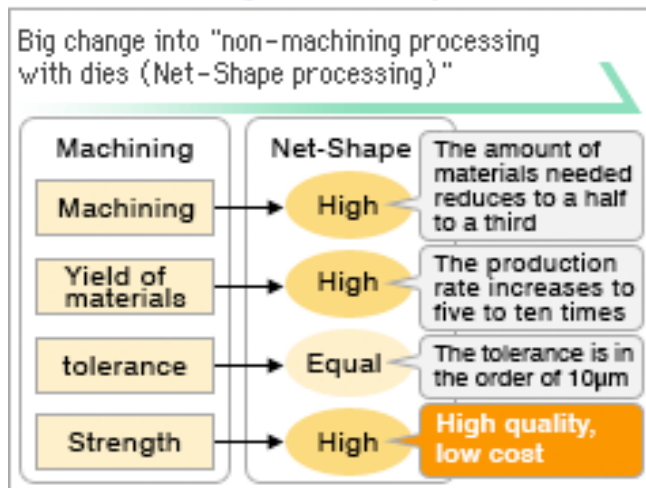 Big change into "non-machining processing
with dies (Net-Shape processing)"
Machining
Net-Shape
Machining
High
The amount of
materials needed
reduces to a half
to a third
Yield of
materials
High
The production
rate increases to
five to ten times
tolerance
Equal
The tolerance is in
the order of 10µm
Strength
High
High quality,
low cost